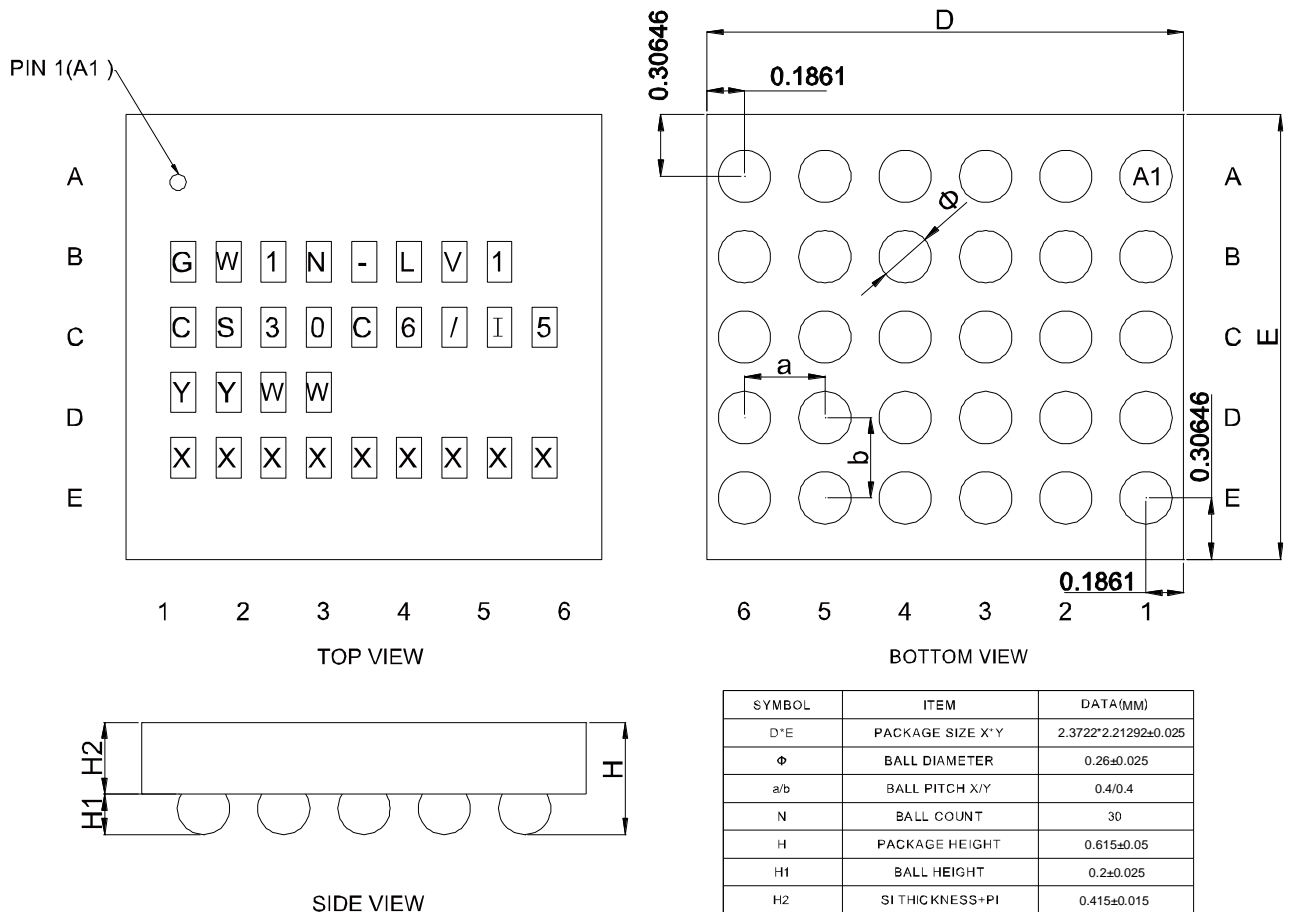 D
0.30646
0.1861
PIN 1(A1 )
A
B
C
D
E
G W 1 N - L V 1
C S 3 0 C 6 / I 5
Y Y W W
X X X X X X X X X
1 2 3 4 5 6
TOP VIEW
A1
Φ
a
b
A
B
C
D
E
E
0.30646
0.1861
6 5 4 3 2 1
BOTTOM VIEW
H2
H1
H
SIDE VIEW
SYMBOL ITEM DATA(MM)
D*E PACKAGE SIZE X*Y 2.3722*2.21292±0.025
Φ BALL DIAMETER 0.26±0.025
a/b BALL PITCH X/Y 0.4/0.4
N BALL COUNT 30
H PACKAGE HEIGHT 0.615±0.05
H1 BALL HEIGHT 0.2±0.025
H2 SI THICKNESS+PI 0.415±0.015